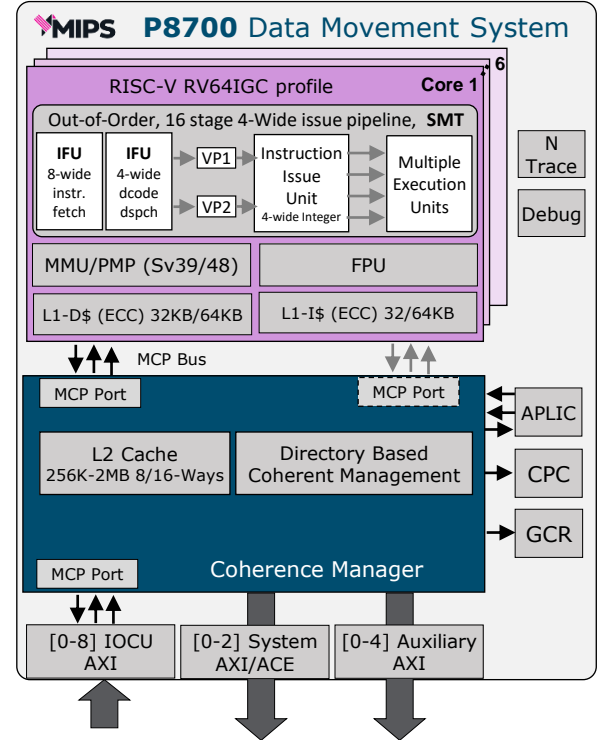 MIPS P8700 Data Movement System
6
RISC-V RV64IGC profile
Core 1
Out-of-Order, 16 stage 4-Wide issue pipeline, SMT
IFU
8-wide
instr.
fetch
IFU
4-wide
dcode
dspch
VP1
VP2
Instruction
Issue
Unit
4-wide Integer
Multiple
Execution
Units
N
Trace
Debug
MMU/PMP (Sv39/48)
FPU
L1-D$ (ECC) 32KB/64KB
L1-I$ (ECC) 32/64KB
MCP Bus
MCP Port
MCP Port
APLIC
L2 Cache
256K-2MB 8/16-Ways
Directory Based
Coherent Management
CPC
GCR
MCP Port
Coherence Manager
[0-8] IOCU
AXI
[0-2] System
AXI/ACE
[0-4] Auxiliary
AXI